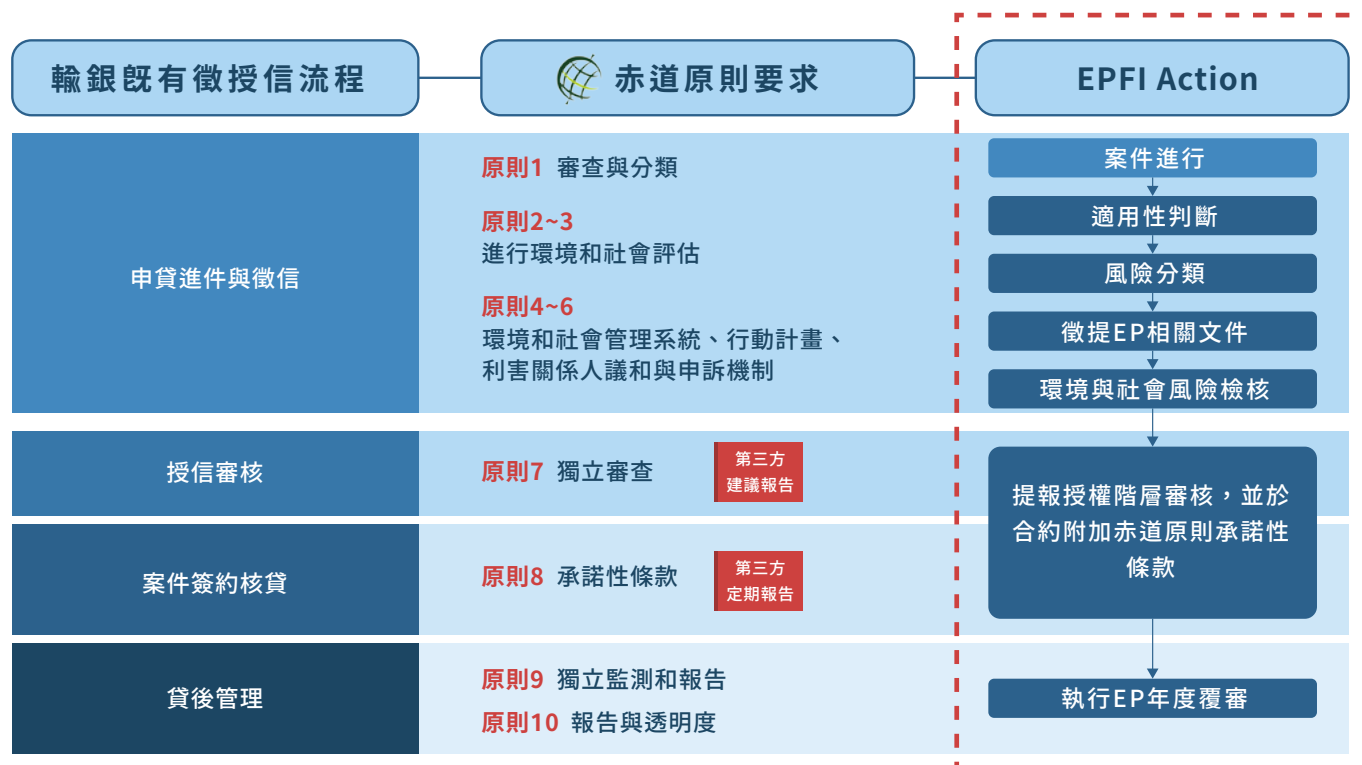 輸銀既有徵授信流程
赤道原則要求
EPFI Action
申貸進件與徵信
原則1 審查與分類
原則2~3
進行環境和社會評估
原則4~6
環境和社會管理系統、行動計畫、
利害關係人議和與申訴機制
案件進行
適用性判斷
風險分類
徵提EP相關文件
環境與社會風險檢核
授信審核
原則7 獨立審查
第三方
建議報告
提報授權階層審核，並於
合約附加赤道原則承諾性
條款
案件簽約核貸
原則8 承諾性條款
第三方
定期報告
貸後管理
原則9 獨立監測和報告
原則10 報告與透明度
執行EP年度覆審